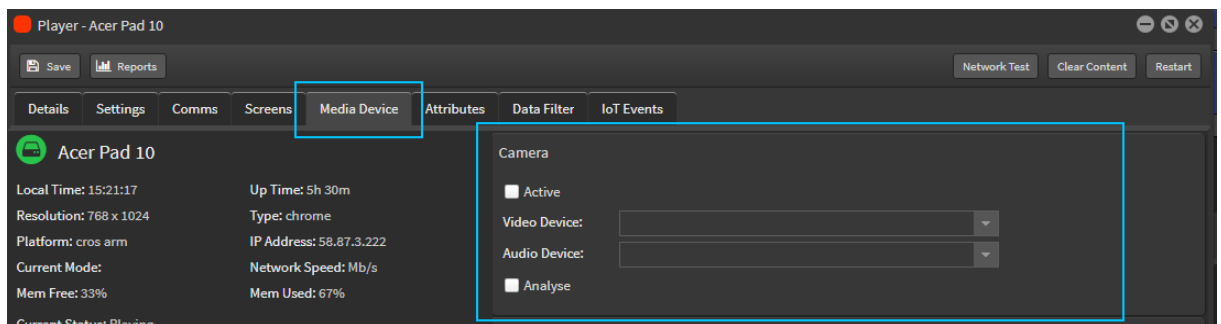 Player - Acer Pad 10
Save Reports Network Test Clear Content Restart
Details Settings Comms Screens Media Device Attributes Data Filter IoT Events
Acer Pad 10
Local Time: 15:21:17 Up Time: 5h 30m
Resolution: 768 x 1024 Type: chrome
Platform: cros arm IP Address: 58.87.3.222
Current Mode: Network Speed: Mb/s
Mem Free: 33% Mem Used: 67%
Current Status: Playing
Camera
Active
Video Device:
Audio Device:
Analyse